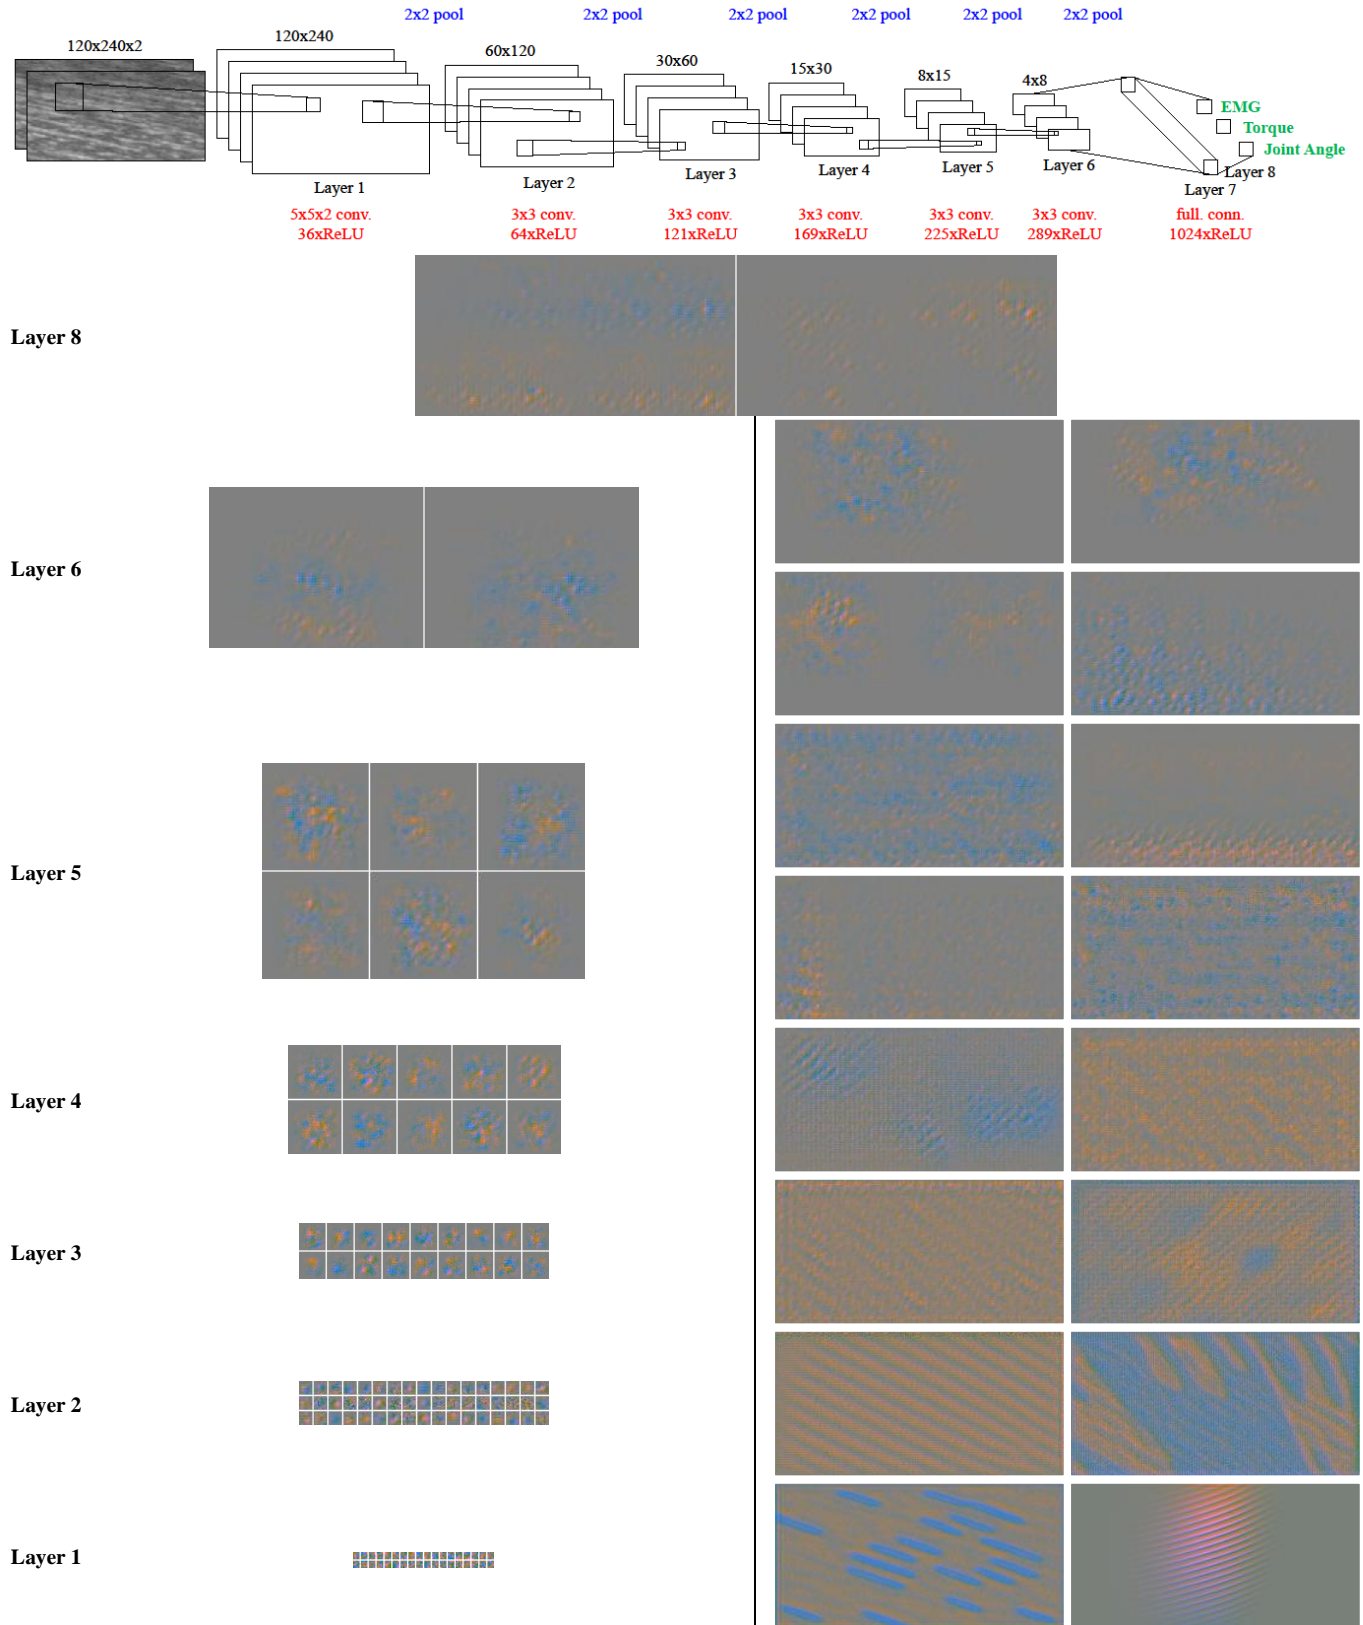 2x2 pool 2x2 pool 2x2 pool 2x2 pool 2x2 pool 2x2 pool
120x240x2 120x240 60x120 30x60 15x30 8x15 4x8
EMG
Torque
Joint Angle
Layer 1 Layer 2 Layer 3 Layer 4 Layer 5 Layer 6 Layer 7 Layer 8
5x5x2 conv. 3x3 conv. 3x3 conv. 3x3 conv. 3x3 conv. 3x3 conv. full. conn.
36xReLU 64xReLU 121xReLU 169xReLU 225xReLU 289xReLU 1024xReLU
Layer 8
Layer 6
Layer 5
Layer 4
Layer 3
Layer 2
Layer 1